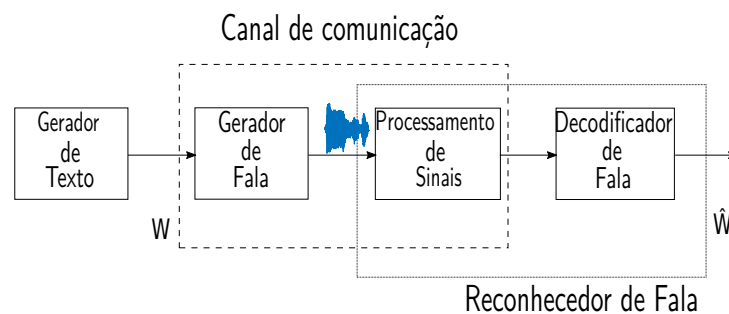 Canal de comunicação
Gerador
de
Texto
Gerador
de
Fala
Processamento
de
Sinais
Decodificador
de
Fala
W
Ŵ
Reconhecedor de Fala